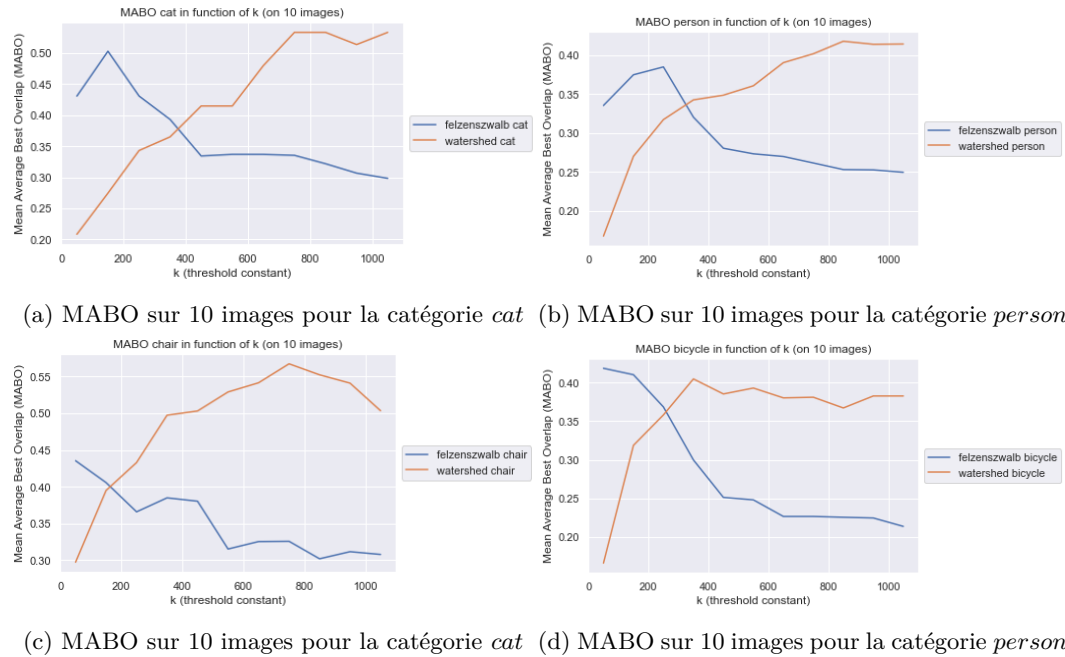 MABO cat in function of k (on 10 images)
Mean Average Best Overlap (MABO)
0.50
0.45
0.40
0.35
0.30
0.25
0.20
0
200
400
600
800
1000
k (threshold constant)
felzenszwalb cat
watershed cat
MABO person in function of k (on 10 images)
Mean Average Best Overlap (MABO)
0.40
0.35
0.30
0.25
0.20
0
200
400
600
800
1000
k (threshold constant)
felzenszwalb person
watershed person
(a) MABO sur 10 images pour la catégorie cat
(b) MABO sur 10 images pour la catégorie person
MABO chair in function of k (on 10 images)
Mean Average Best Overlap (MABO)
0.55
0.50
0.45
0.40
0.35
0.30
0
200
400
600
800
1000
k (threshold constant)
felzenszwalb chair
watershed chair
MABO bicycle in function of k (on 10 images)
Mean Average Best Overlap (MABO)
0.40
0.35
0.30
0.25
0.20
0
200
400
600
800
1000
k (threshold constant)
felzenszwalb bicycle
watershed bicycle
(c) MABO sur 10 images pour la catégorie cat
(d) MABO sur 10 images pour la catégorie person